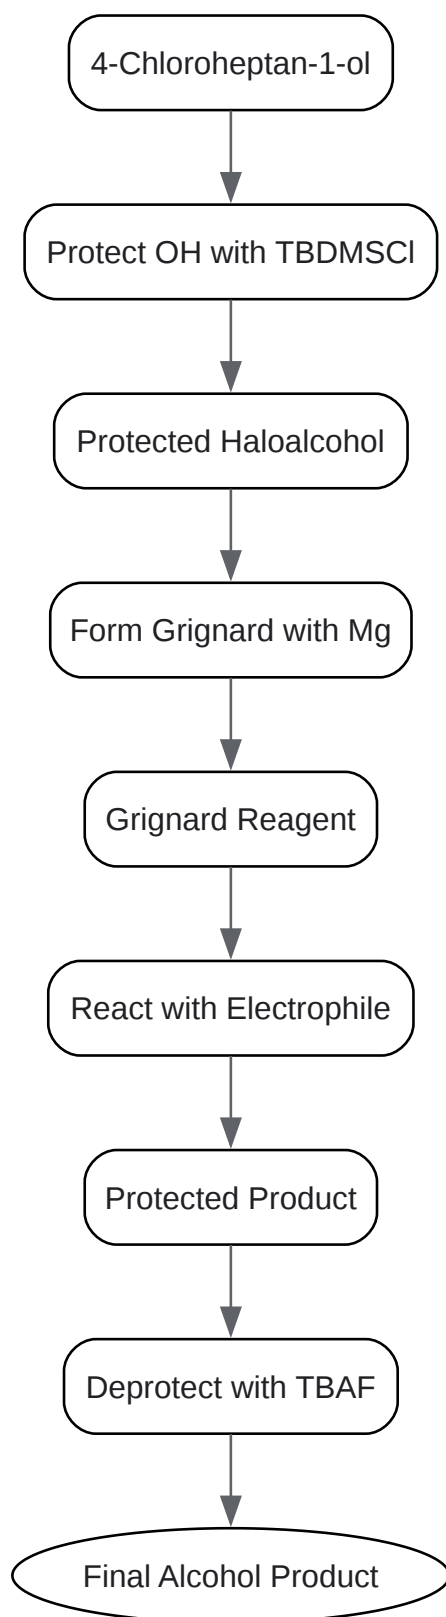 4-Chloroheptan-1-ol
Protect OH with TBDMSCl
Protected Haloalcohol
Form Grignard with Mg
Grignard Reagent
React with Electrophile
Protected Product
Deprotect with TBAF
Final Alcohol Product